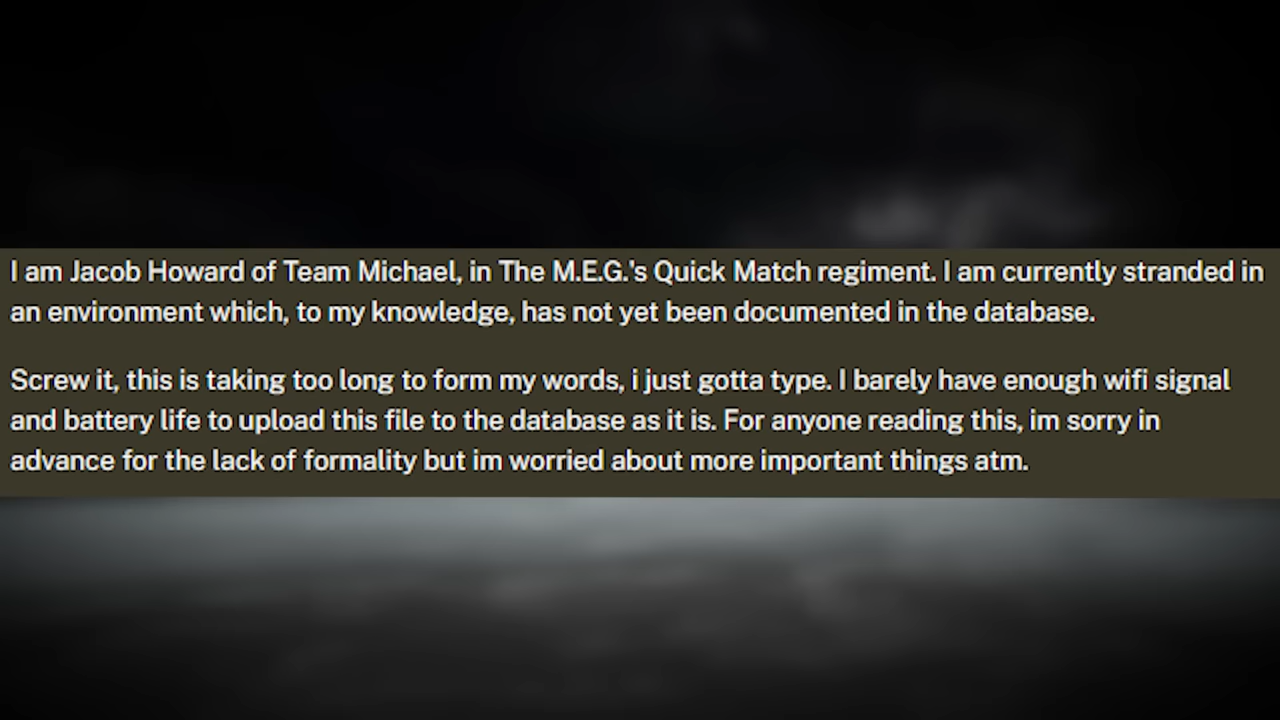 I am Jacob Howard of Team Michael, in The M.E.G.'s Quick Match regiment. I am currently stranded in
an environment which, to my knowledge, has not yet been documented in the database.
Screw it, this is taking too long to form my words, i just gotta type. I barely have enough wifi signal
and battery life to upload this file to the database as it is. For anyone reading this, im sorry in
advance for the lack of formality but im worried about more important things atm.